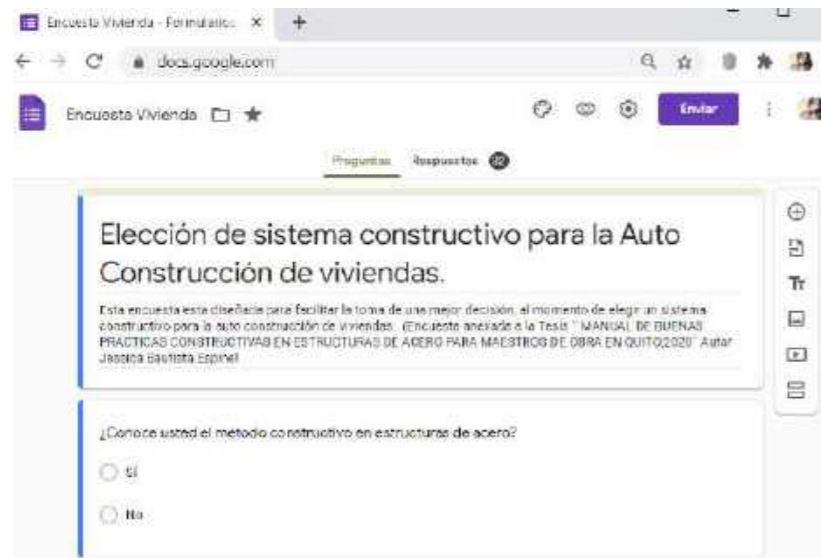 Encuesta Vivienda - Formularios
docs.google.com
Encuesta Vivienda
Enviar
Preguntas Respuestas 32
Elección de sistema constructivo para la Auto
Construcción de viviendas.
Esta encuesta esta diseñada para facilitar la toma de una mejor decisión, al momento de elegir un sistema
constructivo para la auto construcción de viviendas. (Encuesta anexada a la Tesis " MANUAL DE BUENAS
PRACTICAS CONSTRUCTIVAS EN ESTRUCTURAS DE ACERO PARA MAESTROS DE OBRA EN QUITO,2020" Autor
Jessica Bautista Espinel
¿Conoce usted el metodo constructivo en estructuras de acero?
Sí
No
Tr